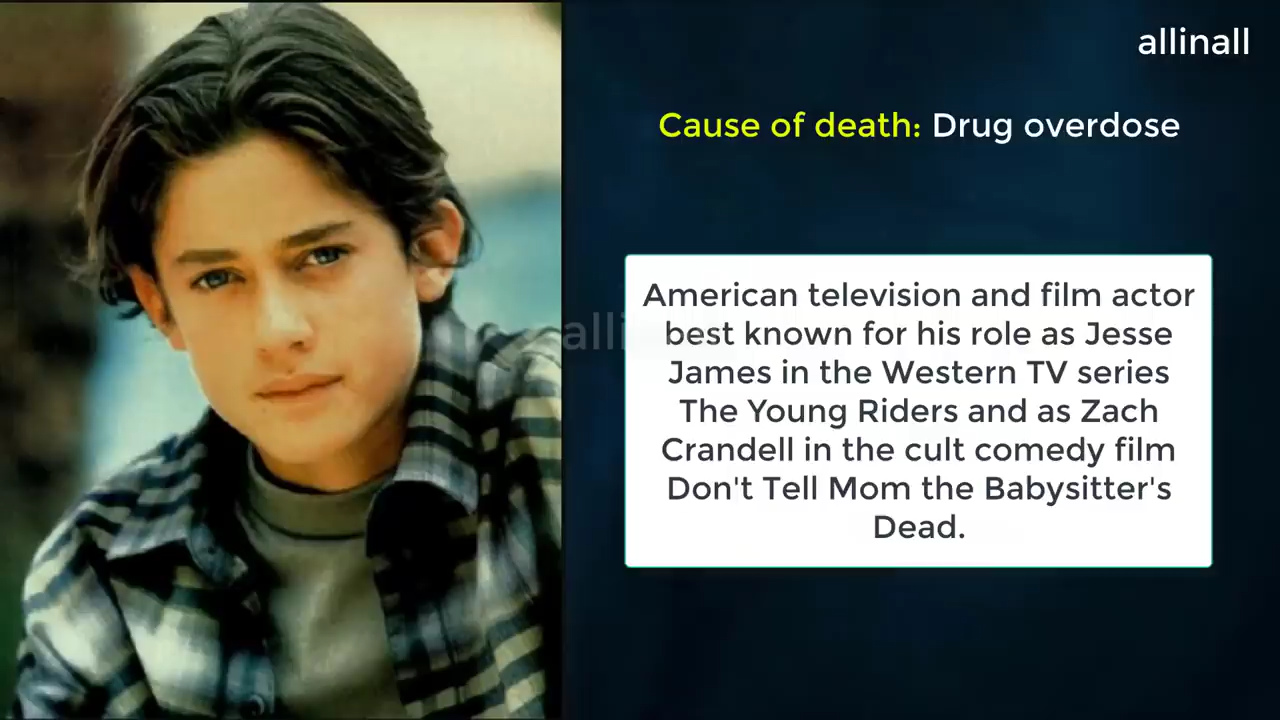 allinall
Cause of death: Drug overdose
American television and film actor
best known for his role as Jesse
James in the Western TV series
The Young Riders and as Zach
Crandell in the cult comedy film
Don't Tell Mom the Babysitter's
Dead.